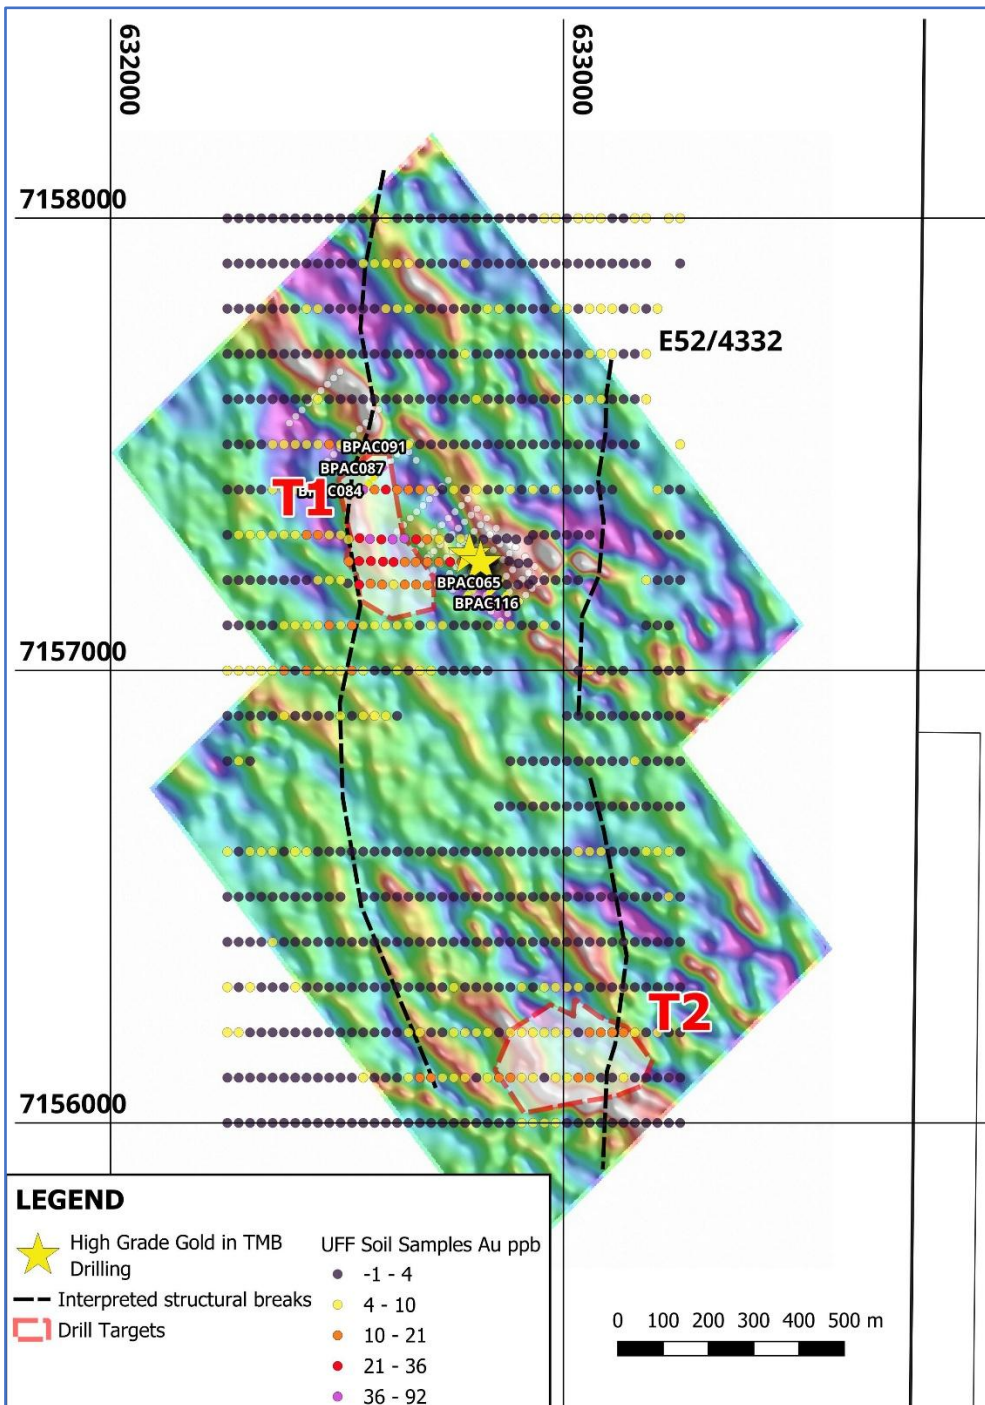 632000
633000
7158000
E52/4332
BPAC091
BPAC087
BPAC084
T1
BPAC065
BPAC116
7157000
T2
7156000
LEGEND
High Grade Gold in TMB
Drilling
Interpreted structural breaks
Drill Targets
UFF Soil Samples Au ppb
-1 - 4
4 - 10
10 - 21
21 - 36
36 - 92
0 100 200 300 400 500 m